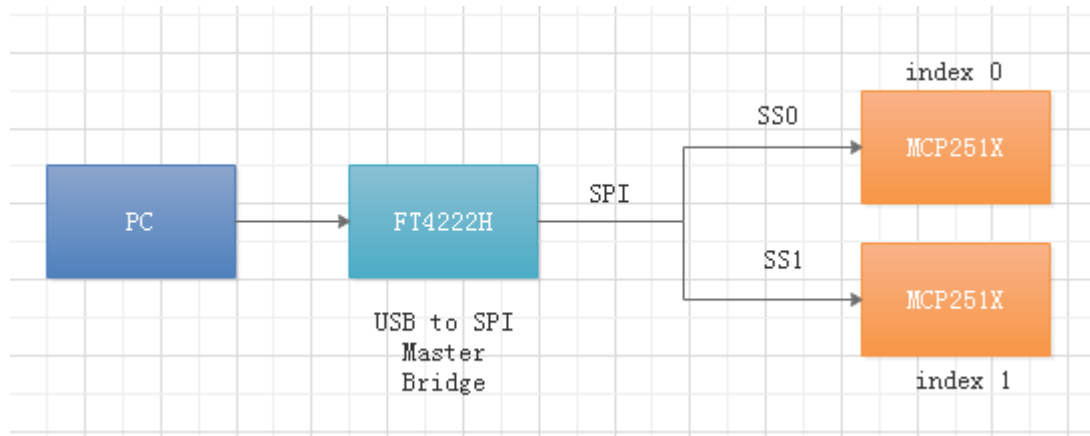 index 0
SS0
MCP251X
PC
FT4222H
SPI
SS1
MCP251X
USB to SPI
Master
Bridge
index 1